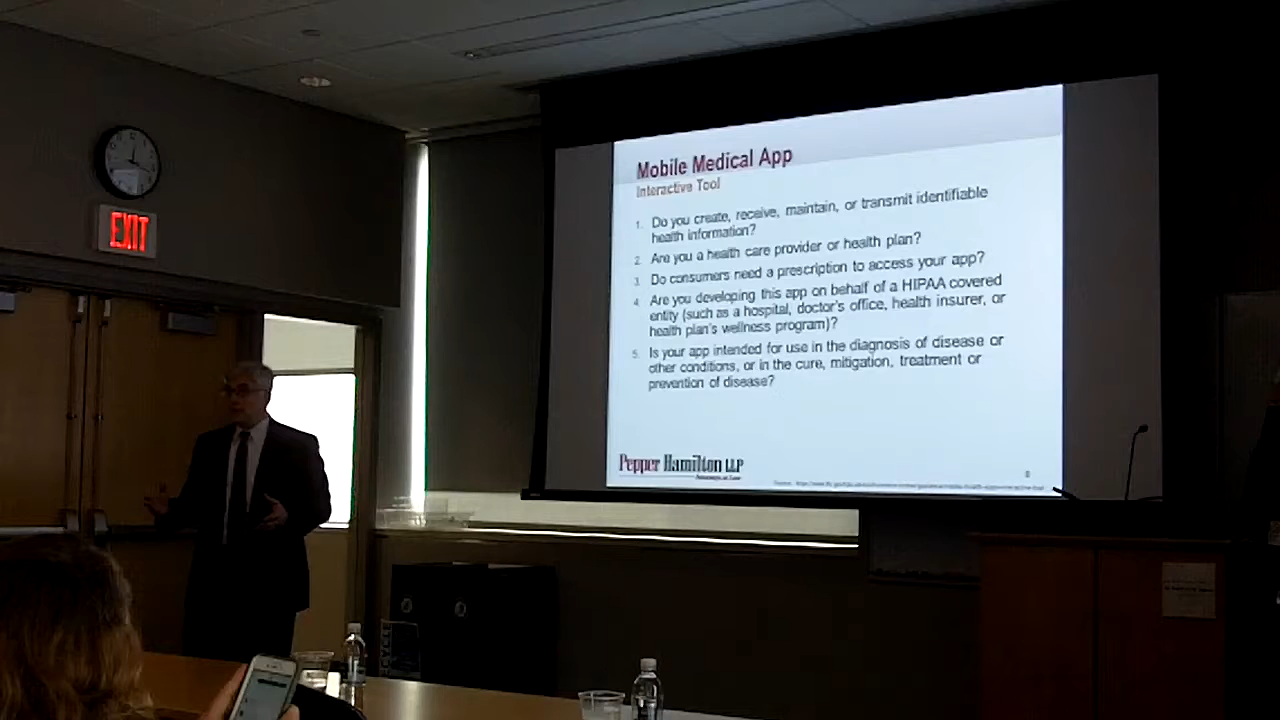 EXIT
Mobile Medical App
Interactive Tool
1. Do you create, receive, maintain, or transmit identifiable
health information?
2. Are you a health care provider or health plan?
3. Do consumers need a prescription to access your app?
4. Are you developing this app on behalf of a HIPAA covered
entity (such as a hospital, doctor's office, health insurer, or
health plan's wellness program)?
5. Is your app intended for use in the diagnosis of disease or
other conditions, or in the cure, mitigation, treatment or
prevention of disease?
Pepper Hamilton LLP
Attorneys at Law